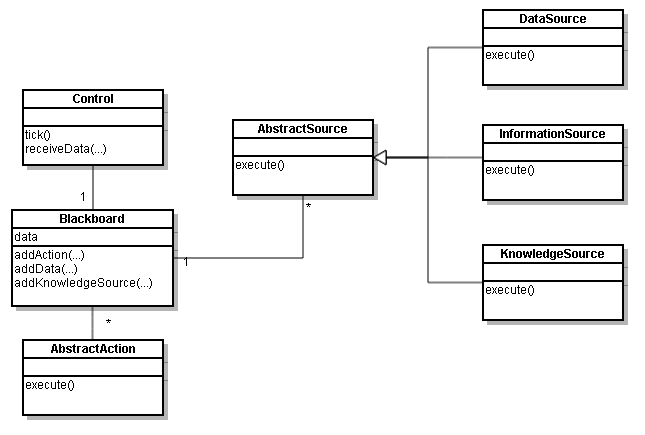 DataSource
execute()
Control
tick()
receiveData(...)
AbstractSource
execute()
InformationSource
execute()
1
*
Blackboard
data
addAction(...)
addData(...)
addKnowledgeSource(...)
1
KnowledgeSource
execute()
*
AbstractAction
execute()